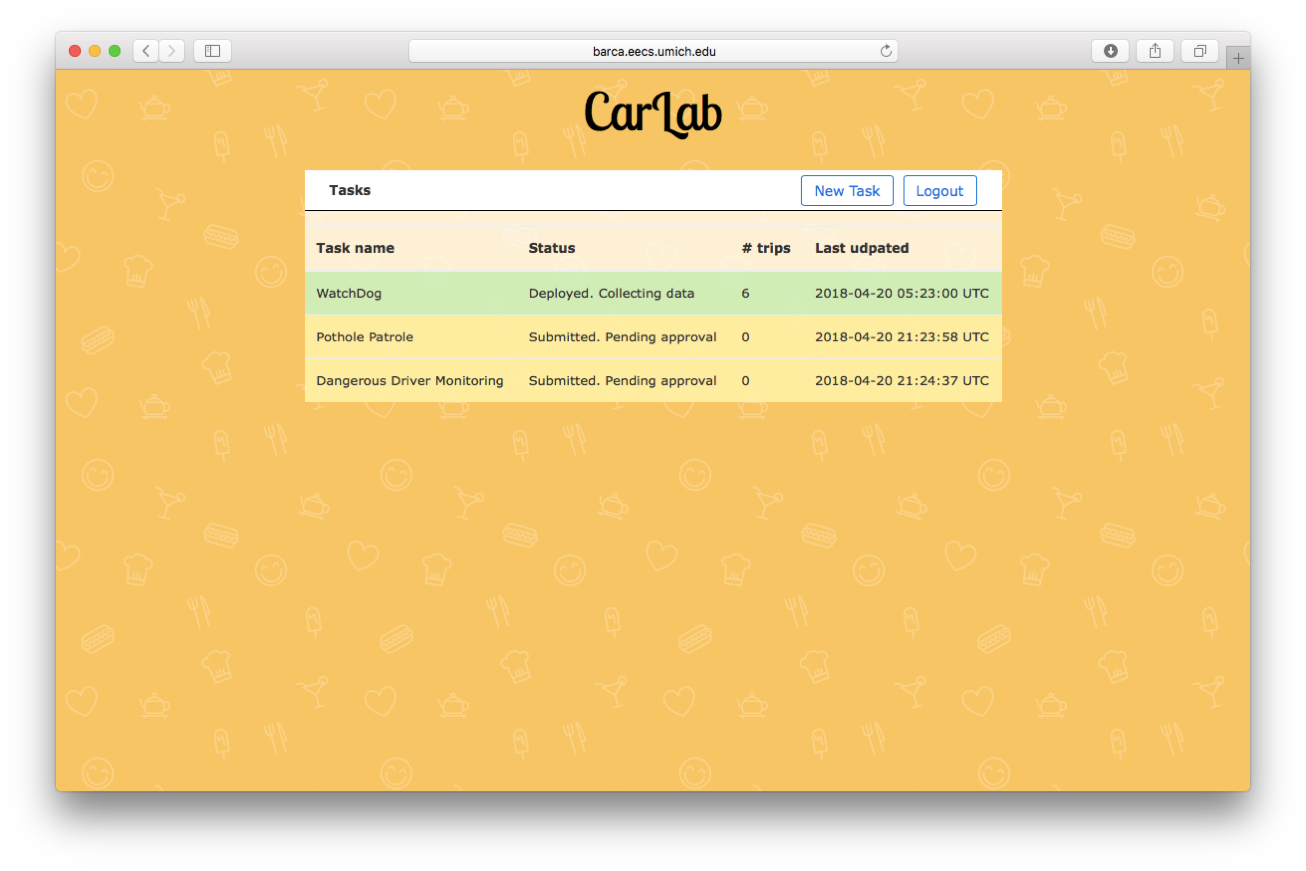 barca.eecs.umich.edu
CarLab
Tasks New Task Logout
Task name Status # trips Last udpated
WatchDog Deployed. Collecting data 6 2018-04-20 05:23:00 UTC
Pothole Patrole Submitted. Pending approval 0 2018-04-20 21:23:58 UTC
Dangerous Driver Monitoring Submitted. Pending approval 0 2018-04-20 21:24:37 UTC